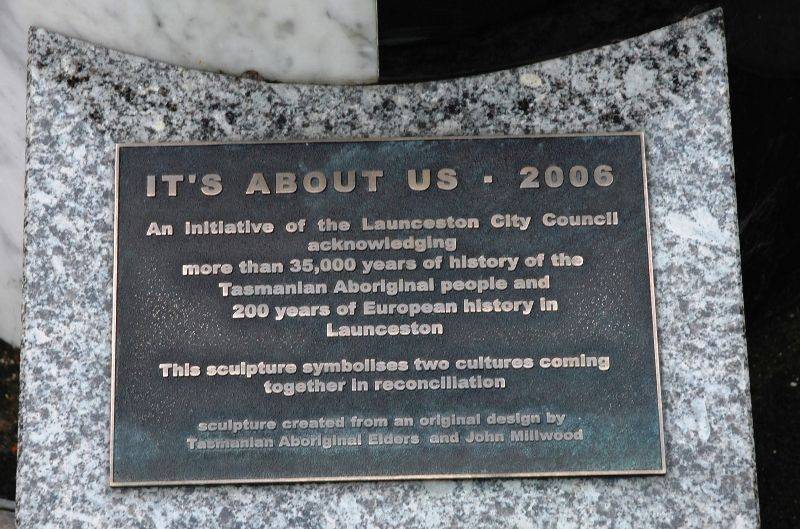 IT'S ABOUT US - 2006
An initiative of the Launceston City Council
acknowledging
more than 35,000 years of history of the
Tasmanian Aboriginal people and
200 years of European history in
Launceston
This sculpture symbolises two cultures coming
together in reconciliation
sculpture created from an original design by
Tasmanian Aboriginal Elders and John Millwood